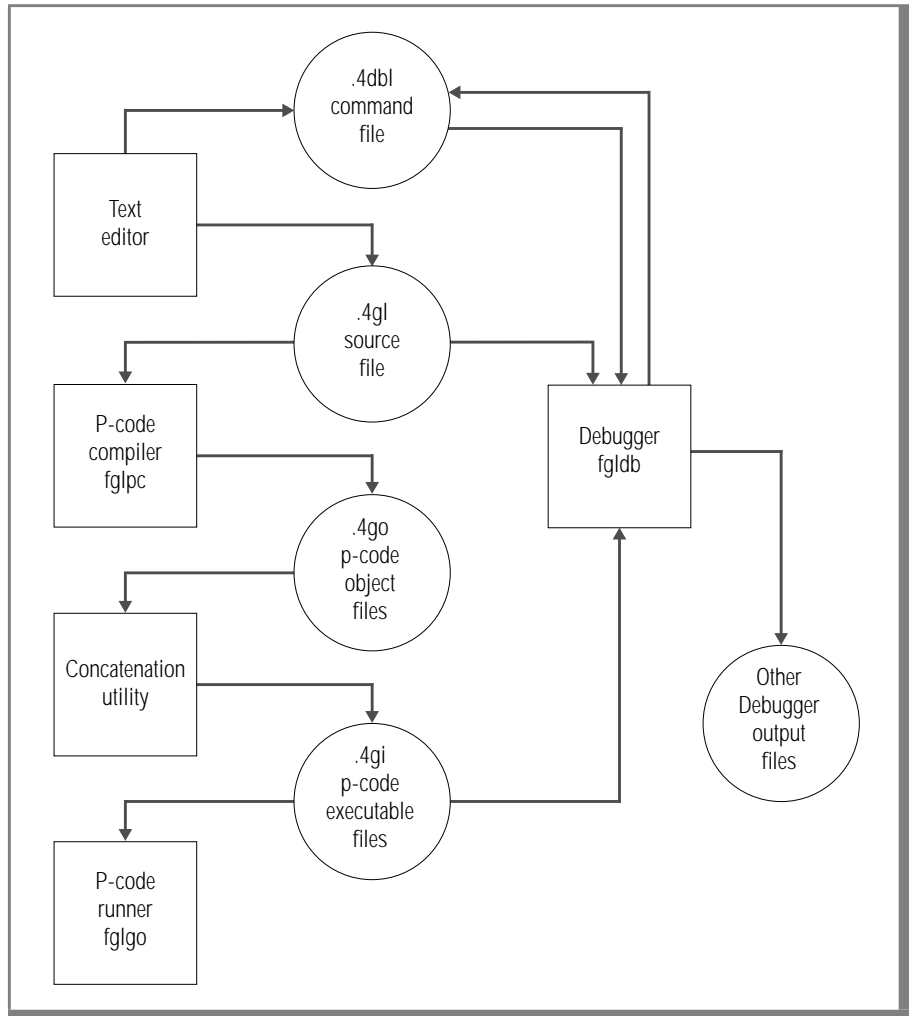 .4dbl
command
file
Text
editor
.4gl
source
file
P-code
compiler
fglpc
Debugger
fgldb
.4go
p-code
object
files
Concatenation
utility
Other
Debugger
output
files
.4gi
p-code
executable
files
P-code
runner
fglgo